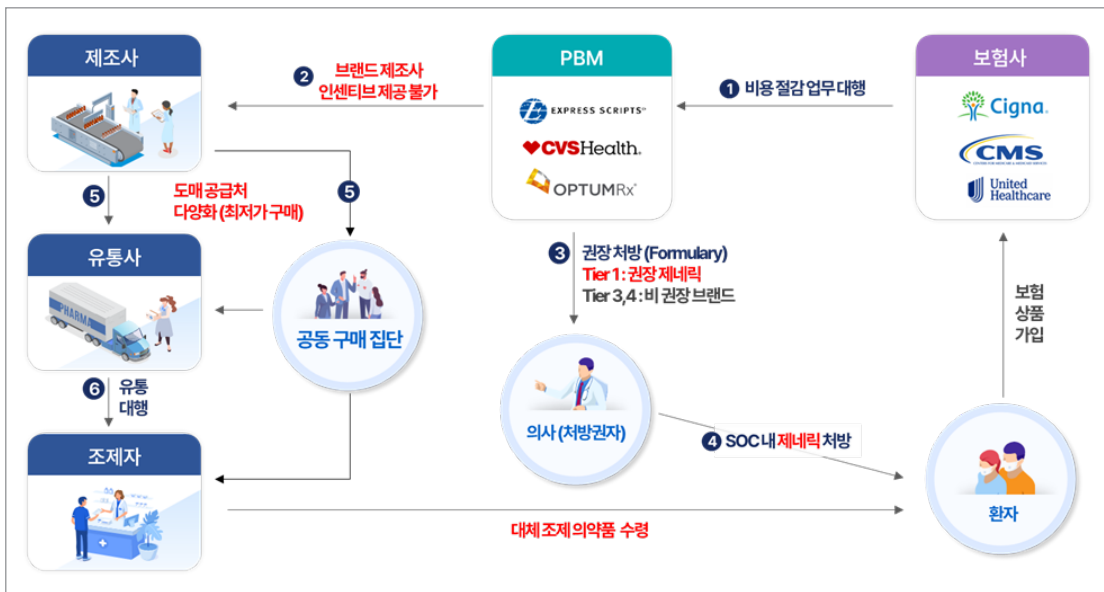 제조사
PBM
보험사
2 브랜드 제조사
인센티브 제공 불가
1 비용 절감 업무 대행
EXPRESS SCRIPTS
CVSHealth.
OPTUMRx
Cigna.
CMS
United
Healthcare
5
도매 공급처
다양화 (최저가 구매)
5
유통사
PHARMA
공동 구매 집단
3 권장 처방 (Formulary)
Tier 1 : 권장 제네릭
Tier 3,4 : 비 권장 브랜드
보험
상품
가입
6 유통
대행
의사 (처방권자)
4 SOC 내 제네릭 처방
조제자
대체 조제 의약품 수령
환자